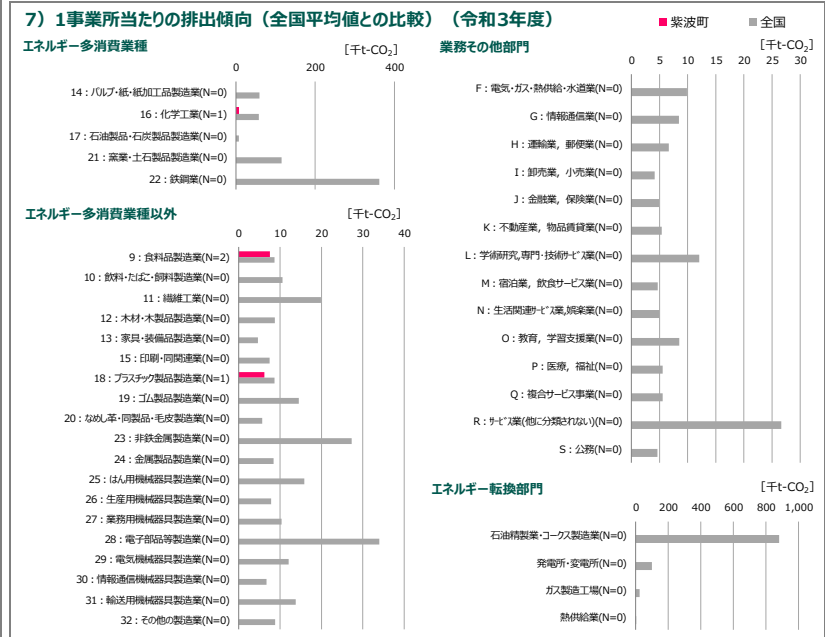 7）1事業所当たりの排出傾向（全国平均値との比較）（令和3年度）
紫波町 全国
エネルギー多消費業種
[千t-CO₂]
0 200 400
14：パルプ・紙・紙加工品製造業(N=0)
16：化学工業(N=1)
17：石油製品・石炭製品製造業(N=0)
21：窯業・土石製品製造業(N=0)
22：鉄鋼業(N=0)
エネルギー多消費業種以外
[千t-CO₂]
0 10 20 30 40
9：食料品製造業(N=2)
10：飲料・たばこ・飼料製造業(N=0)
11：繊維工業(N=0)
12：木材・木製品製造業(N=0)
13：家具・装備品製造業(N=0)
15：印刷・同関連業(N=0)
18：プラスチック製品製造業(N=1)
19：ゴム製品製造業(N=0)
20：なめし革・同製品・毛皮製造業(N=0)
23：非鉄金属製造業(N=0)
24：金属製品製造業(N=0)
25：はん用機械器具製造業(N=0)
26：生産用機械器具製造業(N=0)
27：業務用機械器具製造業(N=0)
28：電子部品等製造業(N=0)
29：電気機械器具製造業(N=0)
30：情報通信機械器具製造業(N=0)
31：輸送用機械器具製造業(N=0)
32：その他の製造業(N=0)
業務その他部門
[千t-CO₂]
0 5 10 15 20 25 30
F：電気・ガス・熱供給・水道業(N=0)
G：情報通信業(N=0)
H：運輸業，郵便業(N=0)
I：卸売業，小売業(N=0)
J：金融業，保険業(N=0)
K：不動産業，物品賃貸業(N=0)
L：学術研究,専門・技術サービス業(N=0)
M：宿泊業，飲食サービス業(N=0)
N：生活関連サービス業,娯楽業(N=0)
O：教育，学習支援業(N=0)
P：医療，福祉(N=0)
Q：複合サービス事業(N=0)
R：サービス業(他に分類されない)(N=0)
S：公務(N=0)
エネルギー転換部門
[千t-CO₂]
0 200 400 600 800 1,000
石油精製業・コークス製造業(N=0)
発電所・変電所(N=0)
ガス製造工場(N=0)
熱供給業(N=0)